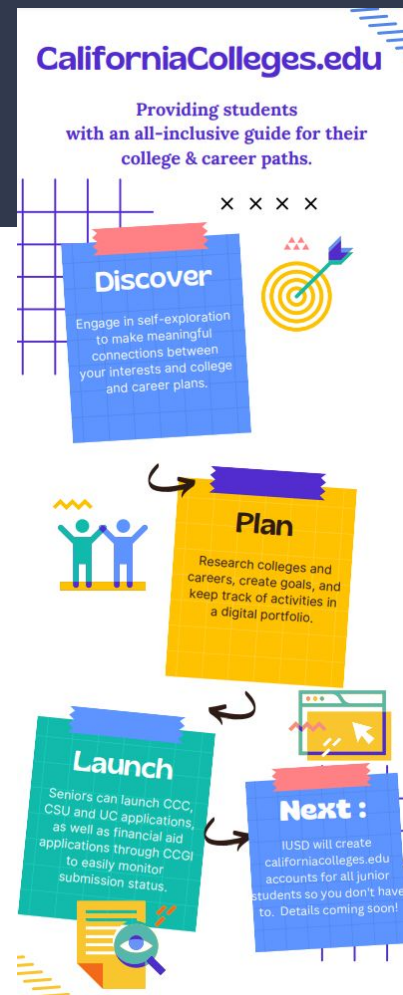 CaliforniaColleges.edu
Providing students
with an all-inclusive guide for their
college & career paths.
Discover
Engage in self-exploration
to make meaningful
connections between
your interests and college
and career plans.
Plan
Research colleges and
careers, create goals, and
keep track of activities in
a digital portfolio.
Launch
Seniors can launch CCC,
CSU and UC applications,
as well as financial aid
applications through CCGI
to easily monitor
submission status.
Next :
IUSD will create
californiacolleges.edu
accounts for all junior
students so you don't have
to. Details coming soon!